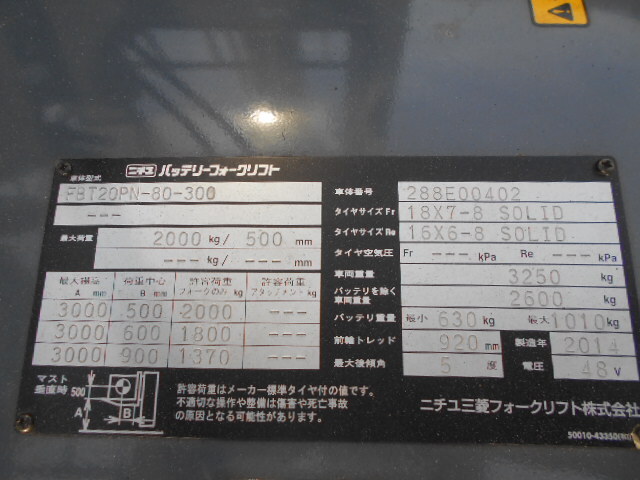 ニチユ バッテリーフォークリフト
車体型式
FBT20PN-80-300
---
最大荷重 2000 kg/ 500 mm
---kg/ --- mm
最大揚高 A mm 荷重中心 B mm 許容荷重 フォークのみ kg 許容荷重 アタッチメント kg
3000 500 2000 ---
3000 600 1800 ---
3000 900 1370 ---
マスト垂直時 500 A B
許容荷重はメーカー標準タイヤ付の値です。
不適切な操作や整備は傷害や死亡事故
の原因となる可能性があります。
車体番号 288E00402
タイヤサイズ Fr 18X7-8 SOLID
タイヤサイズ Re 16X6-8 SOLID
タイヤ空気圧 Fr --- kPa Re --- kPa
車両重量 3250 kg
バッテリを除く車両重量 2600 kg
バッテリ重量 最小 630 kg 最大 1010 kg
前輪トレッド 920 mm 製造年 2014
最大後傾角 5 度 電圧 48 V
ニチユ三菱フォークリフト株式会社